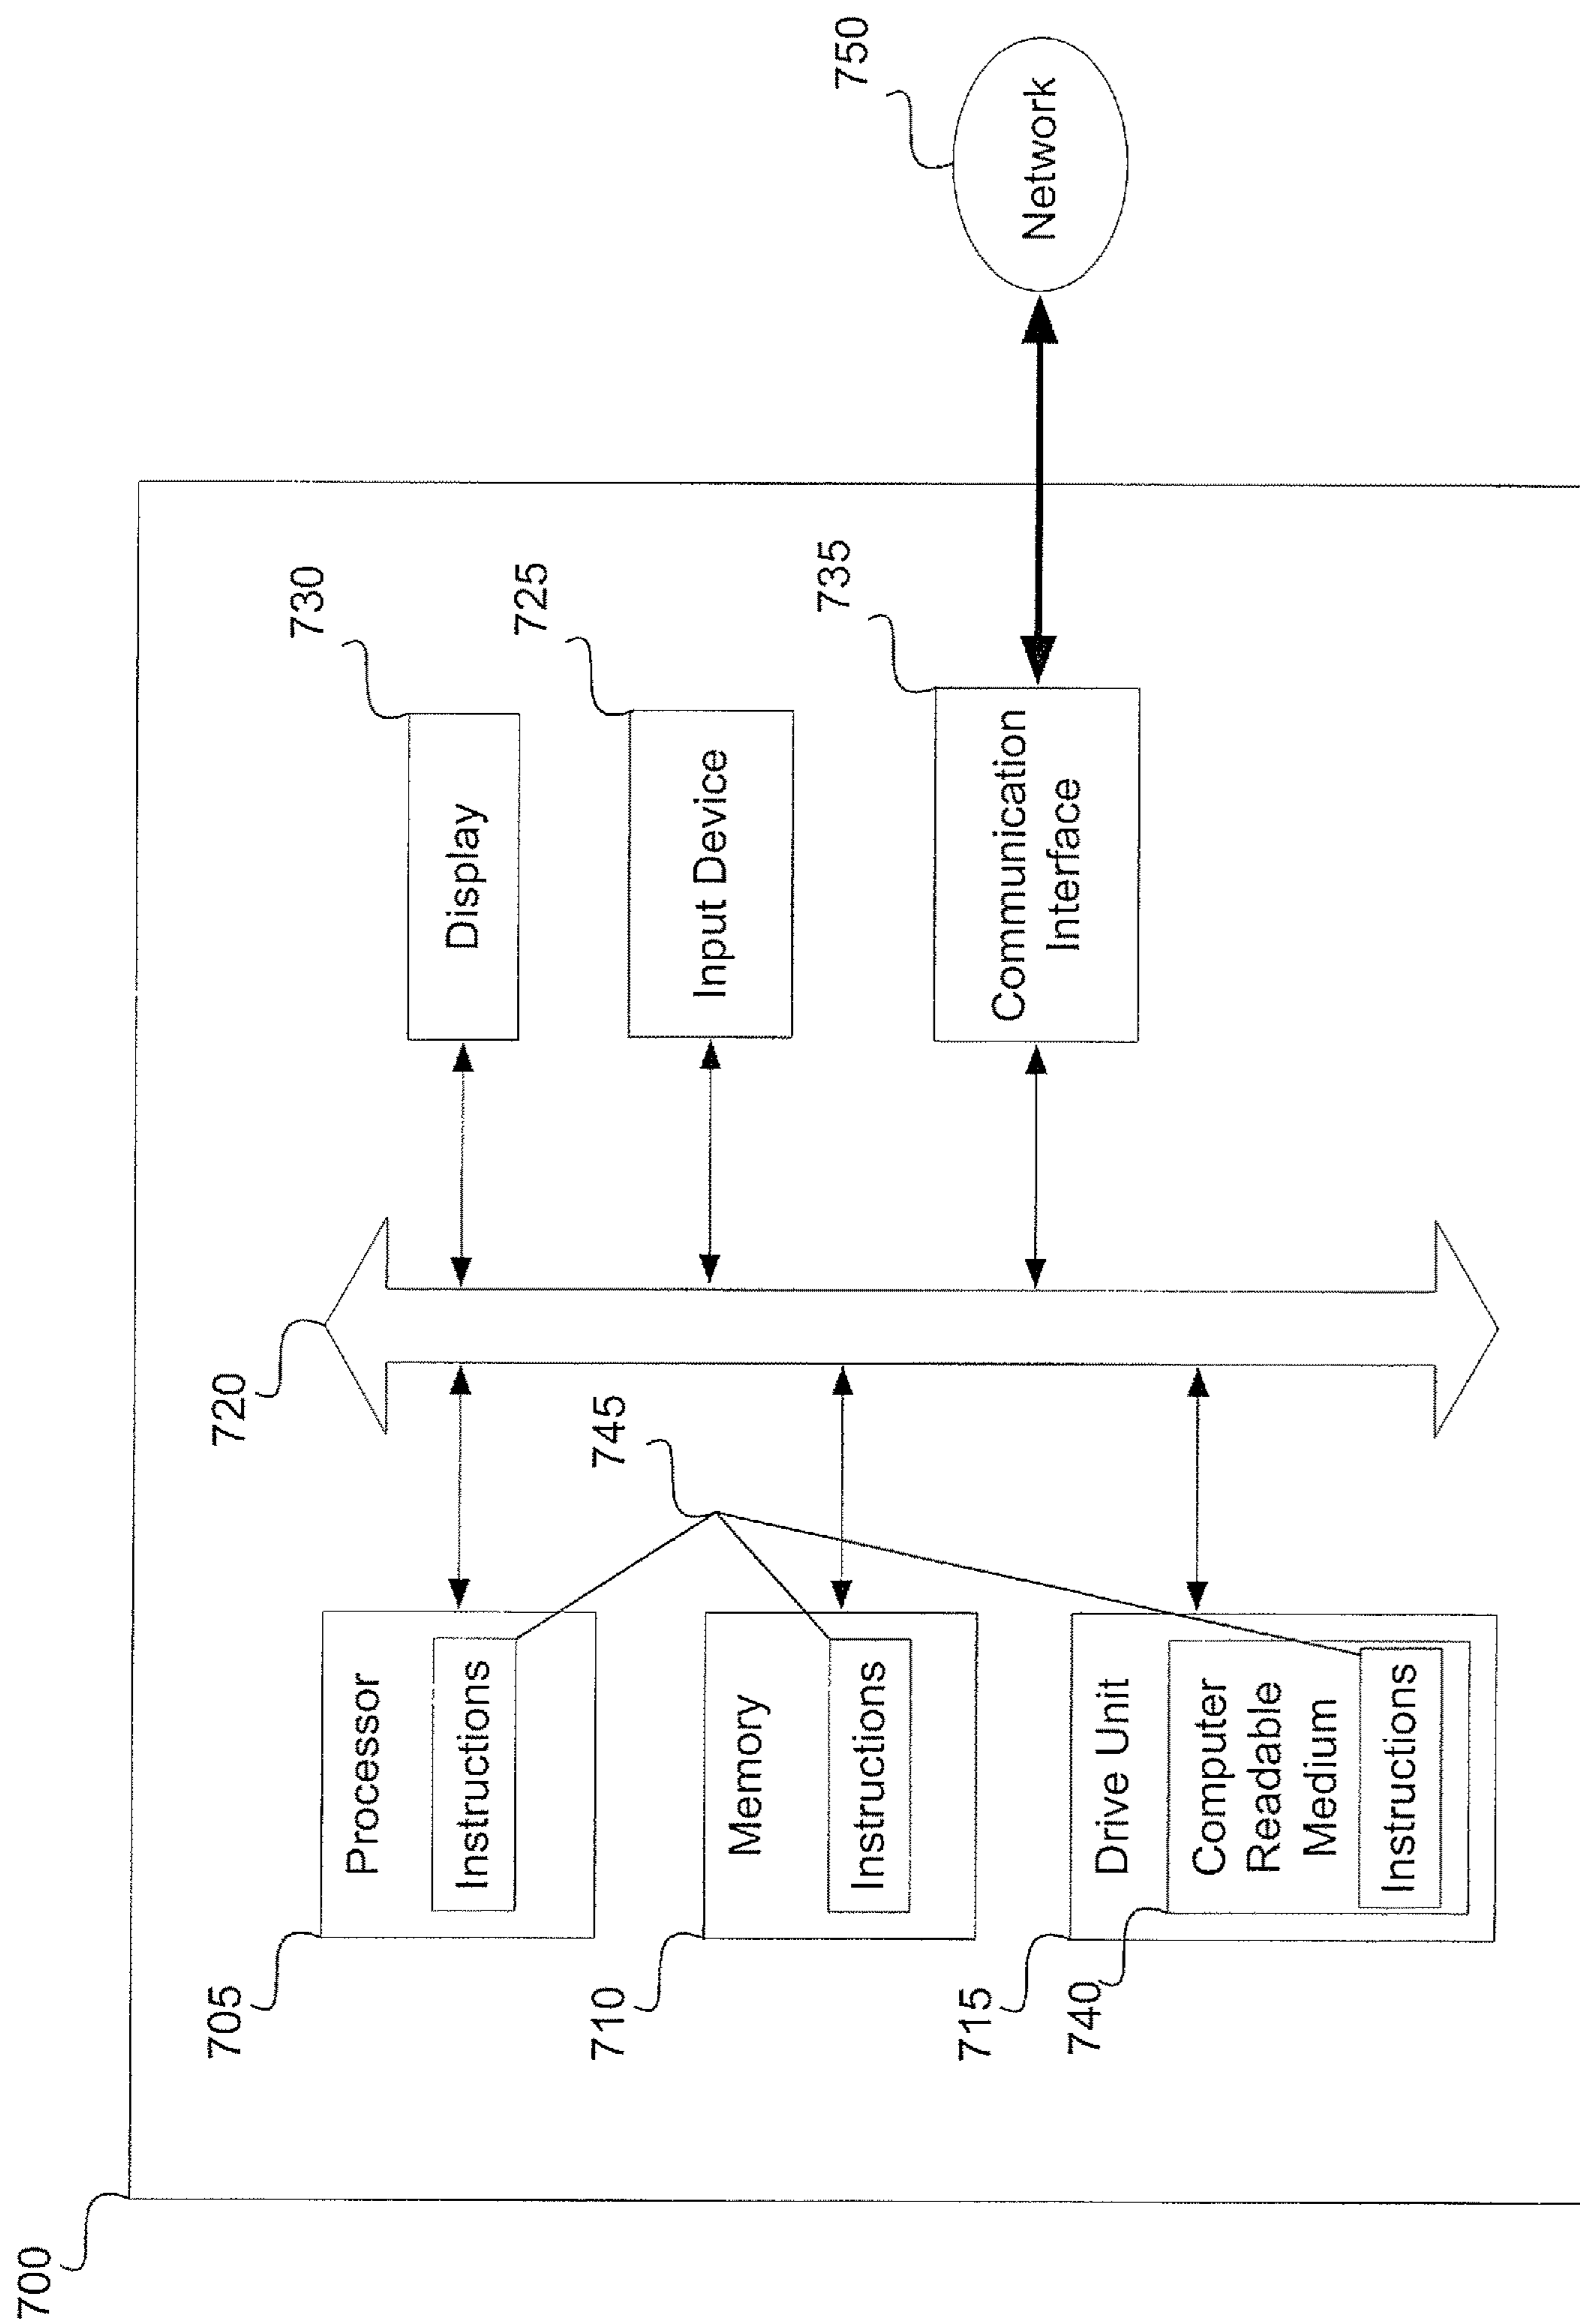 700
705
Processor
Instructions
710
Memory
Instructions
715
Drive Unit
740
Computer
Readable
Medium
Instructions
745
720
730
Display
725
Input Device
735
Communication
Interface
750
Network